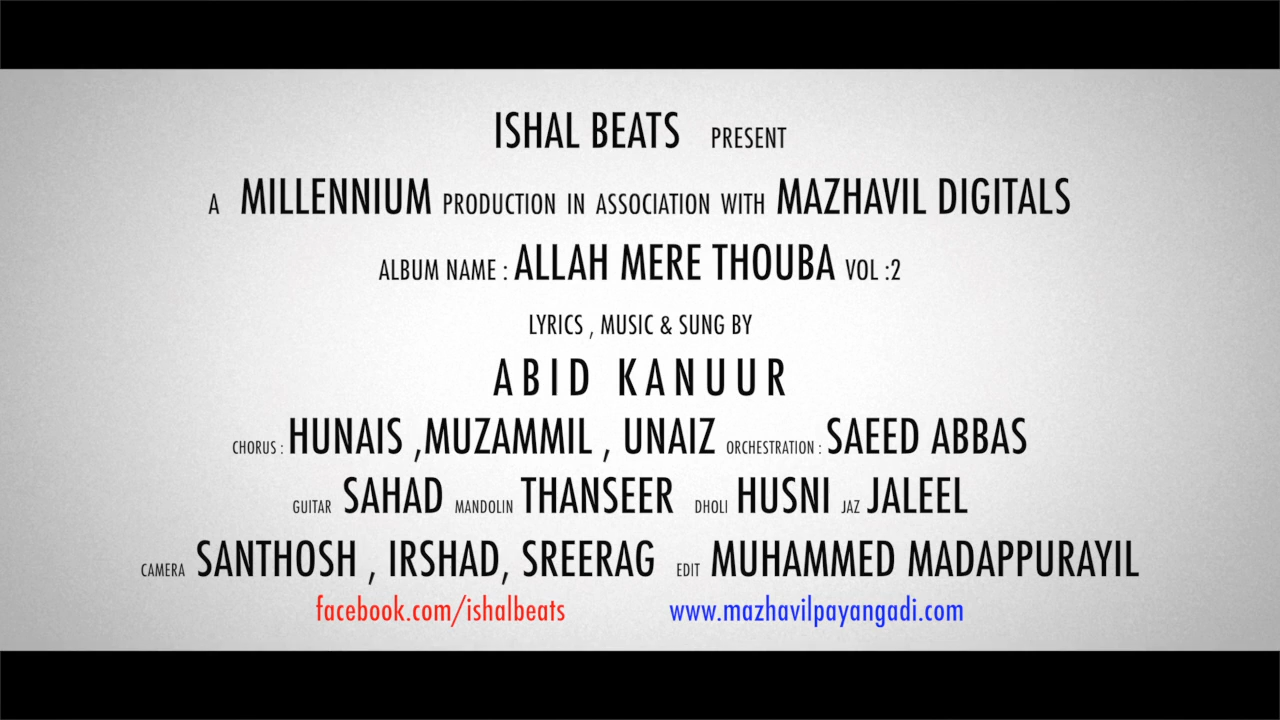 ISHAL BEATS PRESENT
A MILLENNIUM PRODUCTION IN ASSOCIATION WITH MAZHAVIL DIGITALS
ALBUM NAME : ALLAH MERE THOUBA VOL :2
LYRICS , MUSIC & SUNG BY
ABID KANUUR
CHORUS : HUNAIS ,MUZAMMIL , UNAIZ ORCHESTRATION : SAEED ABBAS
GUITAR SAHAD MANDOLIN THANSEER DHOLI HUSNI JAZ JALEEL
CAMERA SANTHOSH , IRSHAD, SREERAG EDIT MUHAMMED MADAPPURAYIL
facebook.com/ishalbeats www.mazhavilpayangadi.com